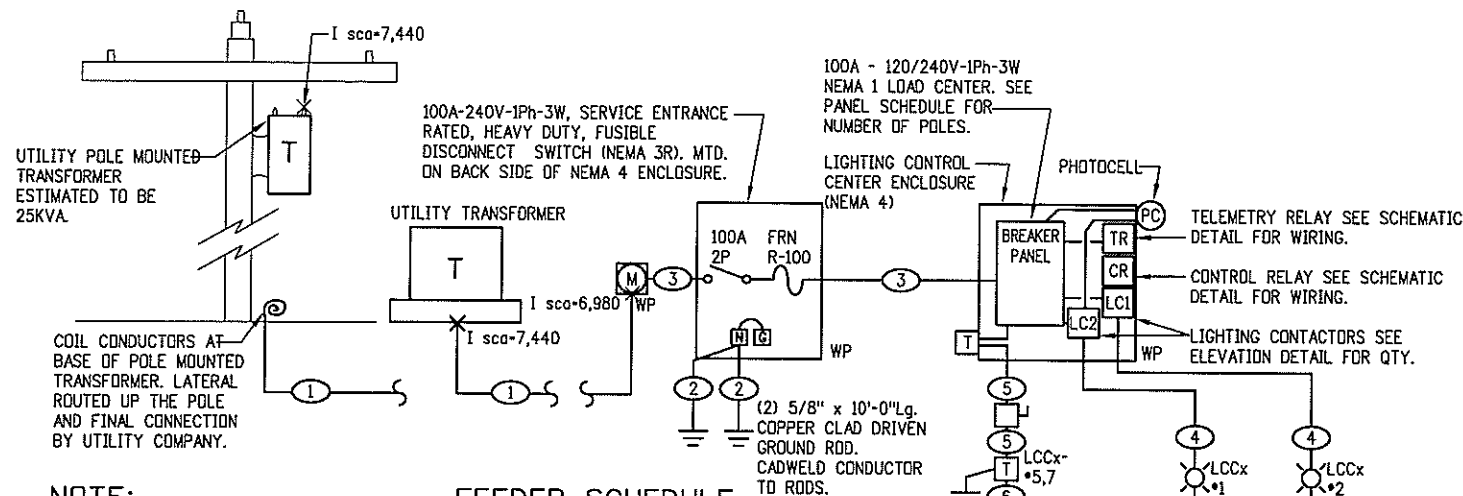 I sca=7,440
UTILITY POLE MOUNTED
TRANSFORMER
ESTIMATED TO BE
25KVA.
T
COIL CONDUCTORS AT
BASE OF POLE MOUNTED
TRANSFORMER. LATERAL
ROUTED UP THE POLE
AND FINAL CONNECTION
BY UTILITY COMPANY.
1
UTILITY TRANSFORMER
T
I sca=7,440
1
I sca=6,980
M
WP
3
100A-240V-1Ph-3W, SERVICE ENTRANCE
RATED, HEAVY DUTY, FUSIBLE
DISCONNECT SWITCH (NEMA 3R). MTD.
ON BACK SIDE OF NEMA 4 ENCLOSURE.
100A FRN
2P R-100
N G
WP
2
2
(2) 5/8" x 10'-0"Lg.
COPPER CLAD DRIVEN
GROUND ROD.
CADWELD CONDUCTOR
TO RODS.
3
100A - 120/240V-1Ph-3W
NEMA 1 LOAD CENTER. SEE
PANEL SCHEDULE FOR
NUMBER OF POLES.
LIGHTING CONTROL
CENTER ENCLOSURE
(NEMA 4)
PHOTOCELL
PC
BREAKER
PANEL
TR
CR
LC1
LC2
T
WP
TELEMETRY RELAY SEE SCHEMATIC
DETAIL FOR WIRING.
CONTROL RELAY SEE SCHEMATIC
DETAIL FOR WIRING.
LIGHTING CONTACTORS SEE
ELEVATION DETAIL FOR QTY.
5
5
T
LCCx-
•5,7
6
4
LCCx
•1
4
LCCx
•2
NOTE:
FEEDER SCHEDULE